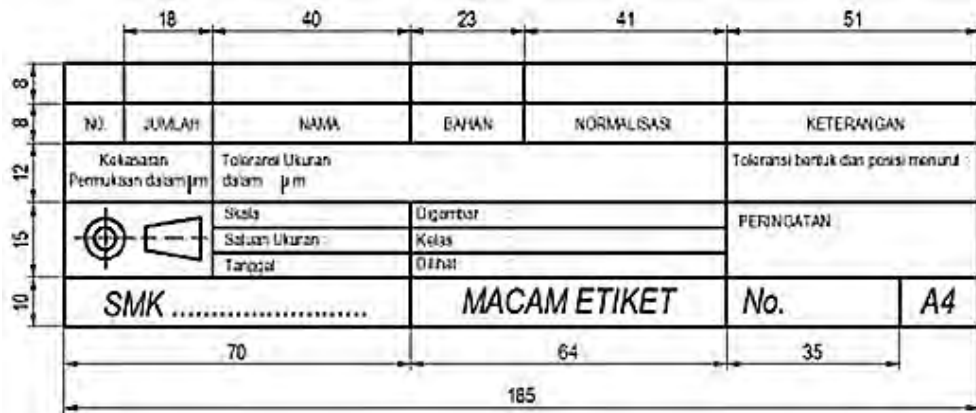 18 40 23 41 51
8
8
NO. JUMLAH NAMA BAHAN NORMALISASI KETERANGAN
12
Kekasaran
Permukaan dalam μm
Toleransi Ukuran
dalam μm
Toleransi bentuk dan posisi menurut :
15
Skala
Satuan Ukuran
Tanggal
Digambar
Kelas
Dilihat
PERINGATAN :
10
SMK ........................ MACAM ETIKET No. A4
70 64 35
185